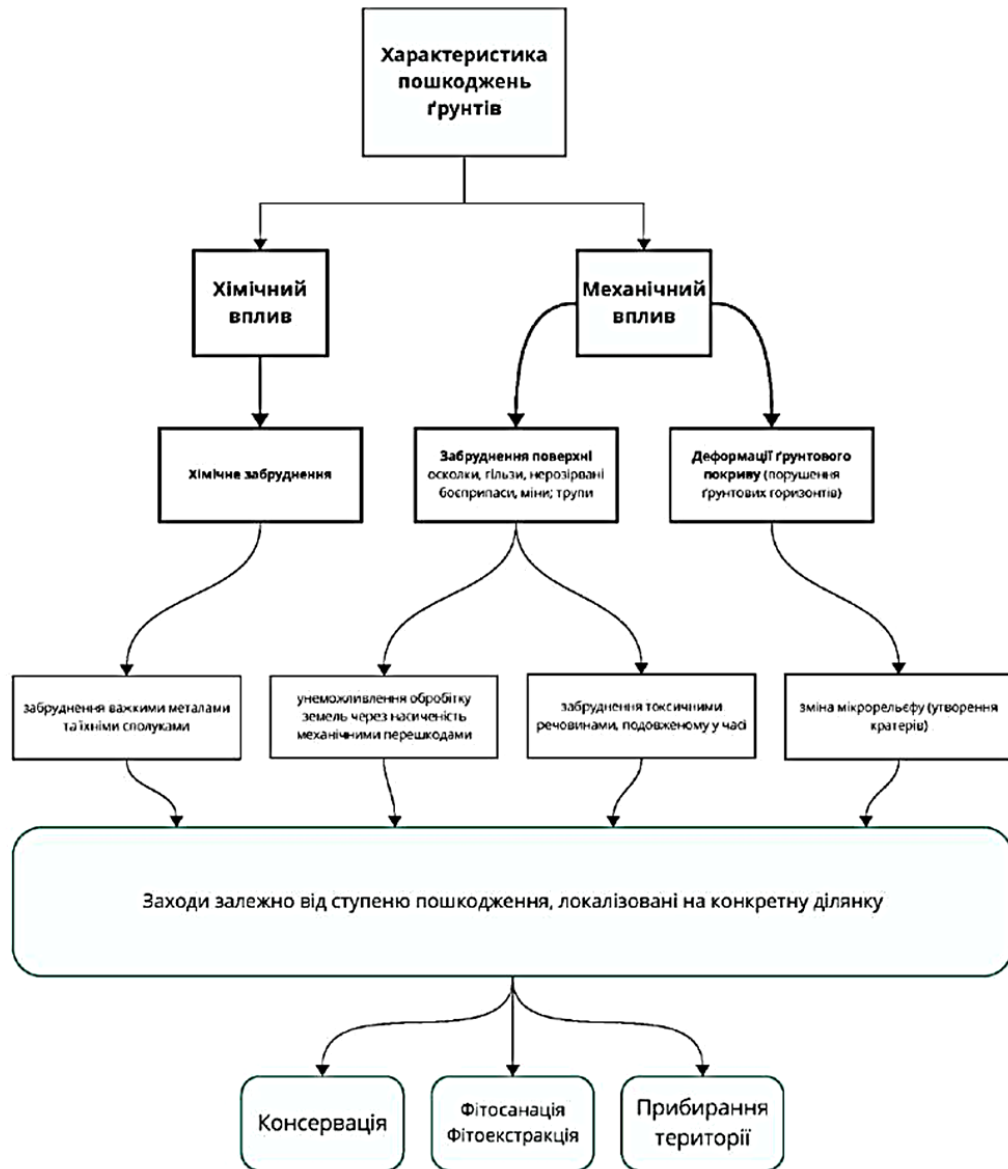 Характеристика
пошкоджень
ґрунтів
Хімічний
вплив
Механічний
вплив
Хімічне забруднення
Забруднення поверхні
осколки, гільзи, нерозірвані
боєприпаси, міни; трупи
Деформації ґрунтового
покриву (порушення
ґрунтових горизонтів)
забруднення важкими металами
та їхніми сполуками
унеможливлення обробітку
земель через насиченість
механічними перешкодами
забруднення токсичними
речовинами, подовженому у часі
зміна мікрорельєфу (утворення
кратерів)
Заходи залежно від ступеню пошкодження, локалізовані на конкретну ділянку
Консервація
Фітосанація
Фітоекстракція
Прибирання
території